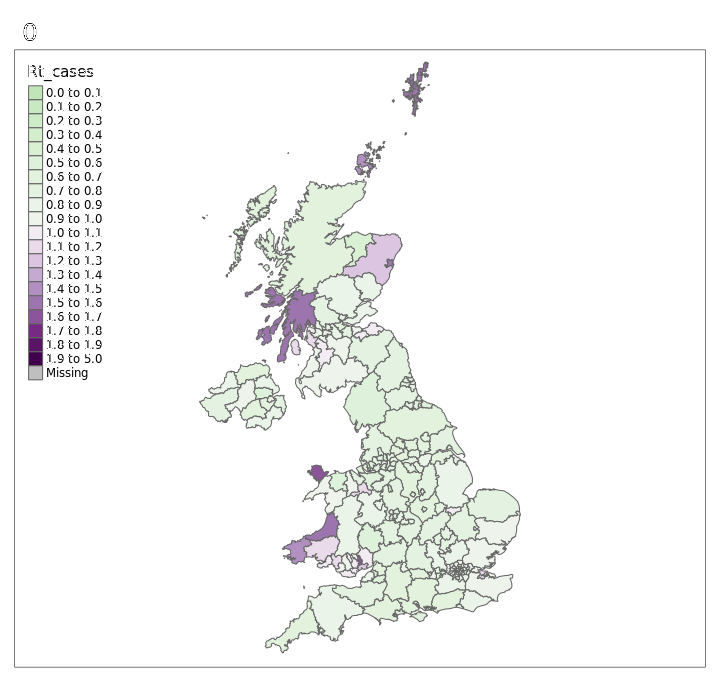 0
Rt_cases
0.0 to 0.1
0.1 to 0.2
0.2 to 0.3
0.3 to 0.4
0.4 to 0.5
0.5 to 0.6
0.6 to 0.7
0.7 to 0.8
0.8 to 0.9
0.9 to 1.0
1.0 to 1.1
1.1 to 1.2
1.2 to 1.3
1.3 to 1.4
1.4 to 1.5
1.5 to 1.6
1.6 to 1.7
1.7 to 1.8
1.8 to 1.9
1.9 to 5.0
Missing